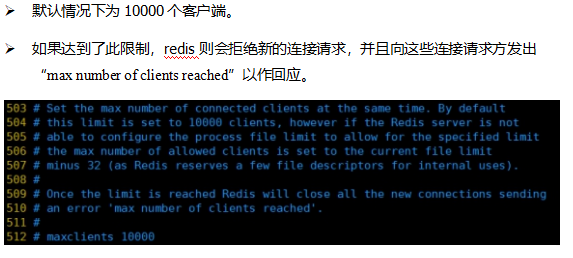 ➢ 默认情况下为 10000 个客户端。
➢ 如果达到了此限制，redis 则会拒绝新的连接请求，并且向这些连接请求方发出
“max number of clients reached”以作回应。
503 # Set the max number of connected clients at the same time. By default
504 # this limit is set to 10000 clients, however if the Redis server is not
505 # able to configure the process file limit to allow for the specified limit
506 # the max number of allowed clients is set to the current file limit
507 # minus 32 (as Redis reserves a few file descriptors for internal uses).
508 #
509 # Once the limit is reached Redis will close all the new connections sending
510 # an error 'max number of clients reached'.
511 #
512 # maxclients 10000